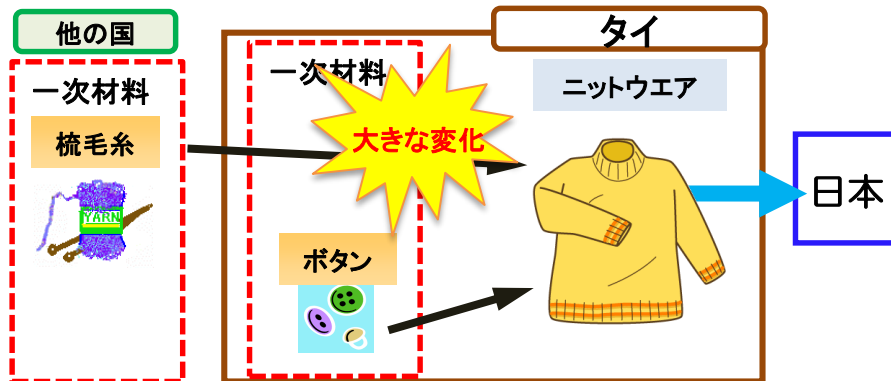 他の国
タイ
一次材料
一次材料
ニットウエア
梳毛糸
大きな変化
YARN
日本
ボタン